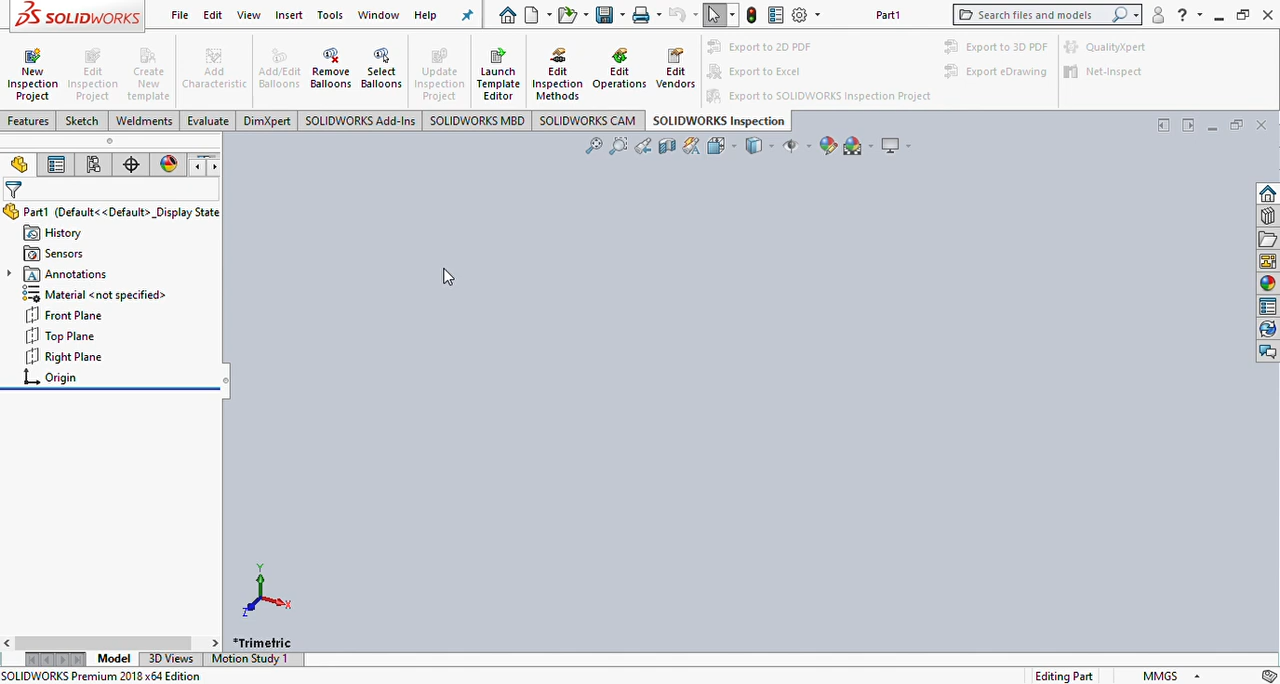 SOLIDWORKS File Edit View Insert Tools Window Help Part1 Search files and models ?
New Inspection Project
Edit Inspection Project
Create New template
Add Characteristic
Add/Edit Balloons
Remove Balloons
Select Balloons
Update Inspection Project
Launch Template Editor
Edit Inspection Methods
Edit Operations
Edit Vendors
Export to 2D PDF
Export to Excel
Export to SOLIDWORKS Inspection Project
Export to 3D PDF
Export eDrawing
QualityXpert
Net-Inspect
Features Sketch Weldments Evaluate DimXpert SOLIDWORKS Add-Ins SOLIDWORKS MBD SOLIDWORKS CAM SOLIDWORKS Inspection
Part1 (Default<<Default>_Display State
History
Sensors
A Annotations
Material <not specified>
Front Plane
Top Plane
Right Plane
Origin
Y
X
Z
*Trimetric
Model 3D Views Motion Study 1
SOLIDWORKS Premium 2018 x64 Edition Editing Part MMGS